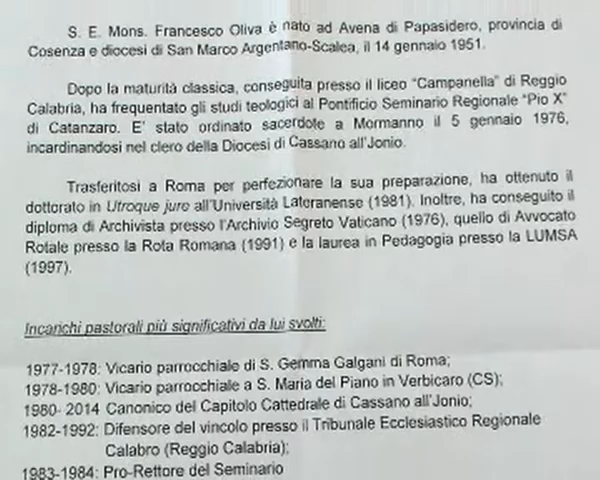 S. E. Mons. Francesco Oliva è nato ad Avena di Papasidero, provincia di
Cosenza e diocesi di San Marco Argentano-Scalea, il 14 gennaio 1951.
Dopo la maturità classica, conseguita presso il liceo “Campanella” di Reggio
Calabria, ha frequentato gli studi teologici al Pontificio Seminario Regionale “Pio X”
di Catanzaro. E’ stato ordinato sacerdote a Mormanno il 5 gennaio 1976,
incardinandosi nel clero della Diocesi di Cassano all’Jonio.
Trasferitosi a Roma per perfezionare la sua preparazione, ha ottenuto il
dottorato in Utroque jure all’Università Lateranense (1981). Inoltre, ha conseguito il
diploma di Archivista presso l’Archivio Segreto Vaticano (1976), quello di Avvocato
Rotale presso la Rota Romana (1991) e la laurea in Pedagogia presso la LUMSA
(1997).
Incarichi pastorali più significativi da lui svolti:
1977-1978: Vicario parrocchiale di S. Gemma Galgani di Roma;
1978-1980: Vicario parrocchiale a S. Maria del Piano in Verbicaro (CS);
1980- 2014 Canonico del Capitolo Cattedrale di Cassano all’Jonio;
1982-1992: Difensore del vincolo presso il Tribunale Ecclesiastico Regionale
Calabro (Reggio Calabria);
1983-1984: Pro-Rettore del Seminario